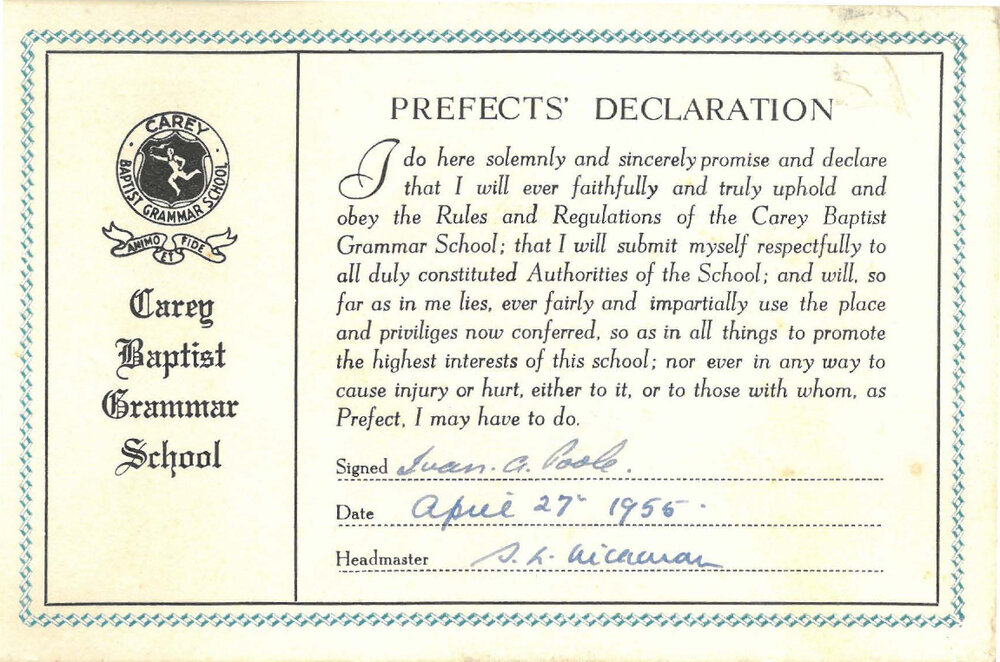 CAREY
BAPTIST GRAMMAR SCHOOL
ANIMO ET FIDE
Carey
Baptist
Grammar
School
PREFECTS' DECLARATION
I do here solemnly and sincerely promise and declare
that I will ever faithfully and truly uphold and
obey the Rules and Regulations of the Carey Baptist
Grammar School; that I will submit myself respectfully to
all duly constituted Authorities of the School; and will, so
far as in me lies, ever fairly and impartially use the place
and priviliges now conferred, so as in all things to promote
the highest interests of this school; nor ever in any way to
cause injury or hurt, either to it, or to those with whom, as
Prefect, I may have to do.
Signed G. Poole.
Date April 27th 1955.
Headmaster S. L. Hickman